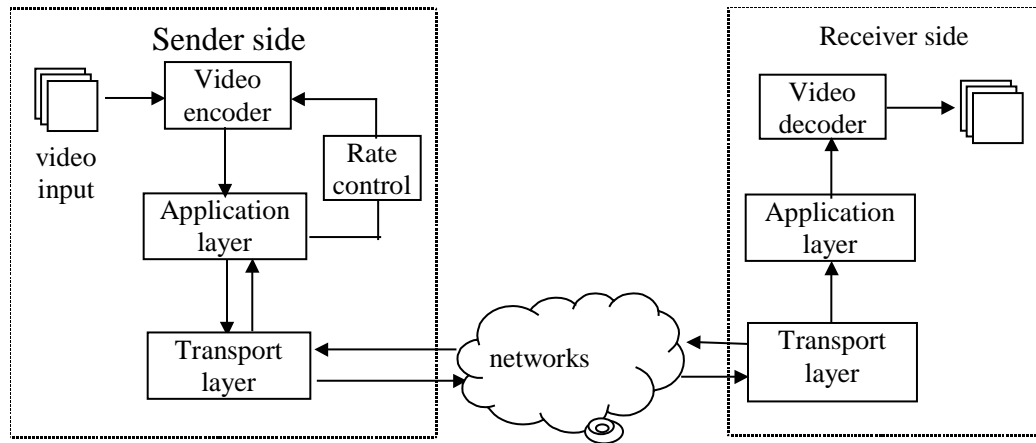 Sender side
Video
encoder
video
input
Rate
control
Application
layer
Transport
layer
networks
Receiver side
Video
decoder
Application
layer
Transport
layer